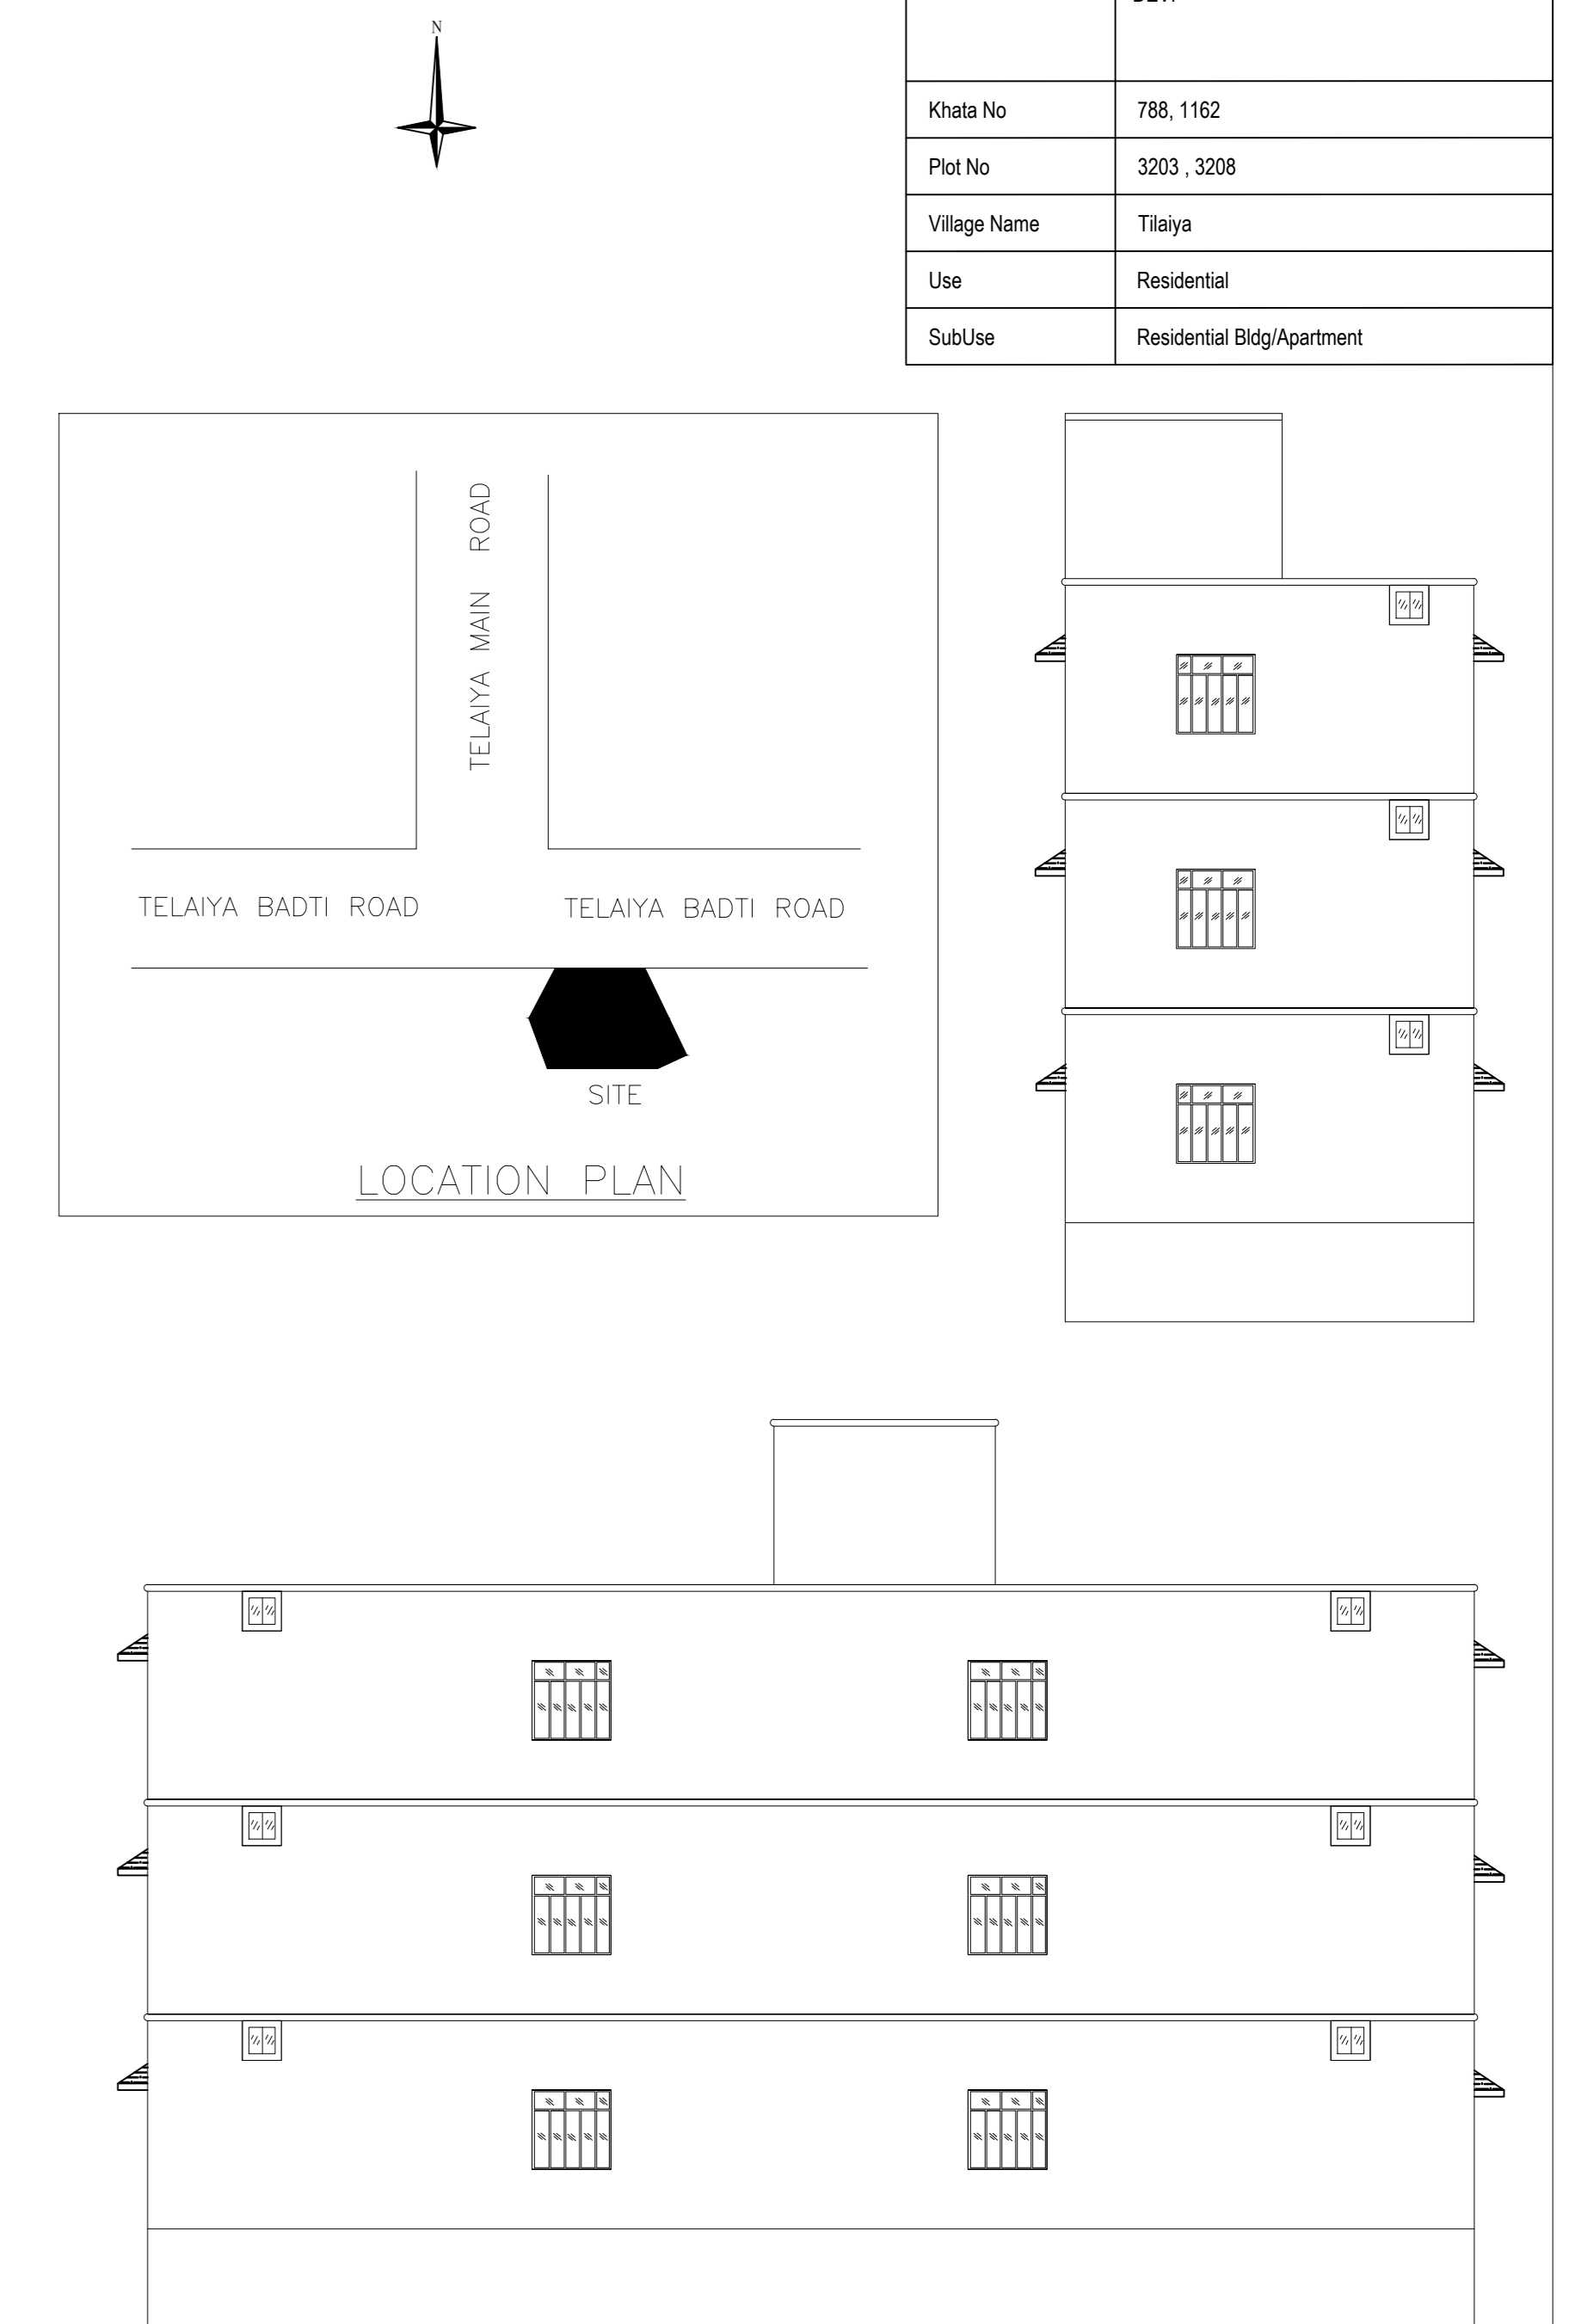 N
Khata No 788, 1162
Plot No 3203 , 3208
Village Name Tilaiya
Use Residential
SubUse Residential Bldg/Apartment
TELAIYA MAIN ROAD
TELAIYA BADTI ROAD TELAIYA BADTI ROAD
SITE
LOCATION PLAN